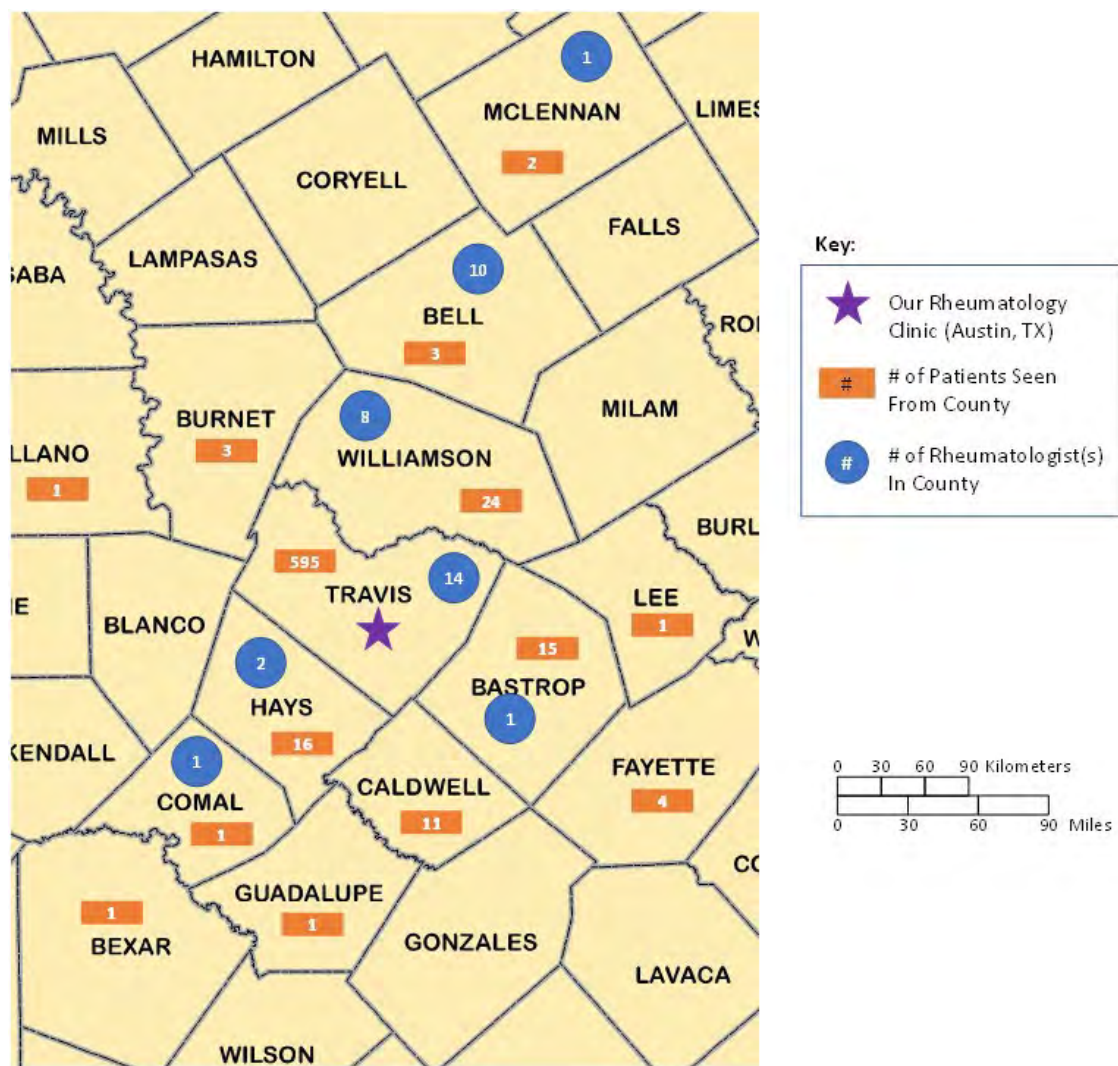 HAMILTON
1
MCLENNAN
LIMES
MILLS
2
CORYELL
FALLS
LAMPASAS
SABA
10
BELL
ROI
3
MILAM
BURNET
8
3
WILLIAMSON
LLANO
1
24
BURL
595
14
TRAVIS
LEE
1
IE
BLANCO
15
BASTROP
1
2
HAYS
16
KENDALL
1
COMAL
1
CALDWELL
11
FAYETTE
4
GUADALUPE
1
1
BEXAR
GONZALES
CO
LAVACA
WILSON
Key:
Our Rheumatology
Clinic (Austin, TX)
#
# of Patients Seen
From County
#
# of Rheumatologist(s)
In County
0 30 60 90 Kilometers
0 30 60 90 Miles